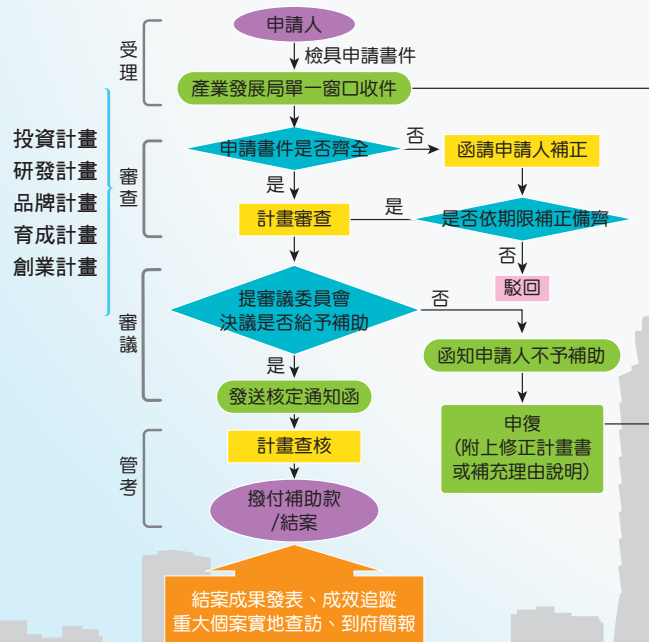 受理
審查
審議
管考
投資計畫
研發計畫
品牌計畫
育成計畫
創業計畫
申請人
檢具申請書件
產業發展局單一窗口收件
申請書件是否齊全
否
函請申請人補正
是
計畫審查
是
是否依期限補正備齊
否
駁回
提審議委員會
決議是否給予補助
否
函知申請人不予補助
是
發送核定通知函
申復
(附上修正計畫書
或補充理由說明)
計畫查核
撥付補助款
/結案
結案成果發表、成效追蹤
重大個案實地查訪、到府簡報